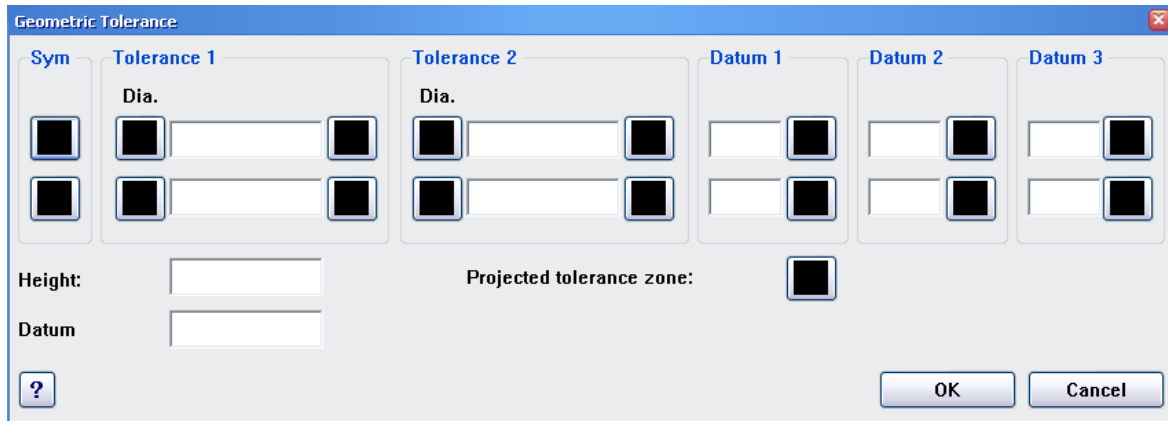 Geometric Tolerance
Sym Tolerance 1 Tolerance 2 Datum 1 Datum 2 Datum 3
Dia. Dia.
Height: Projected tolerance zone:
Datum
? OK Cancel